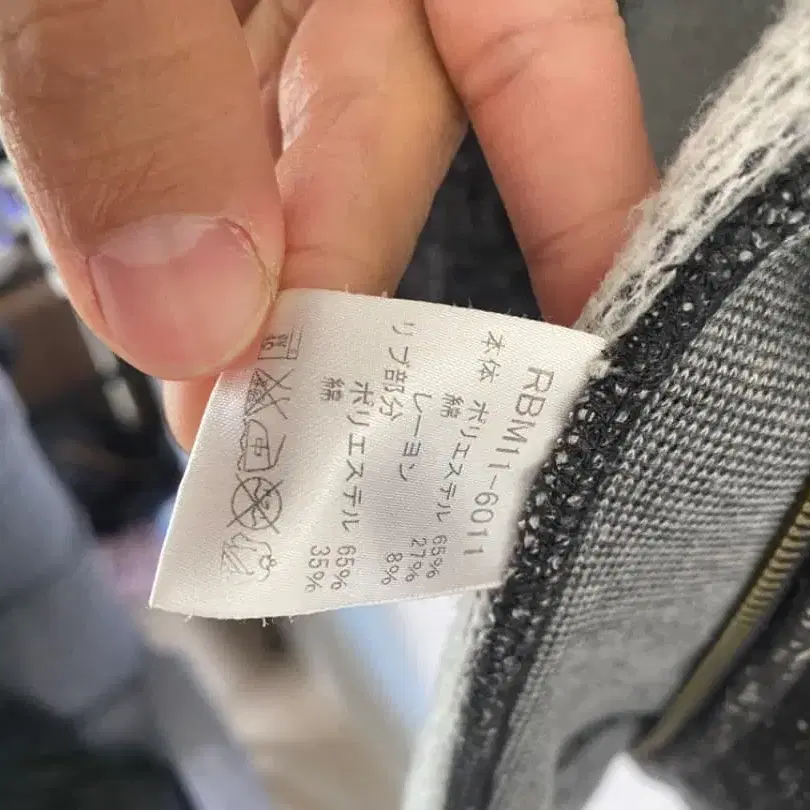 RBM11-6011
本体 ポリエステル 65%
綿 27%
レーヨン 8%
リブ部分
ポリエステル 65%
綿 35%